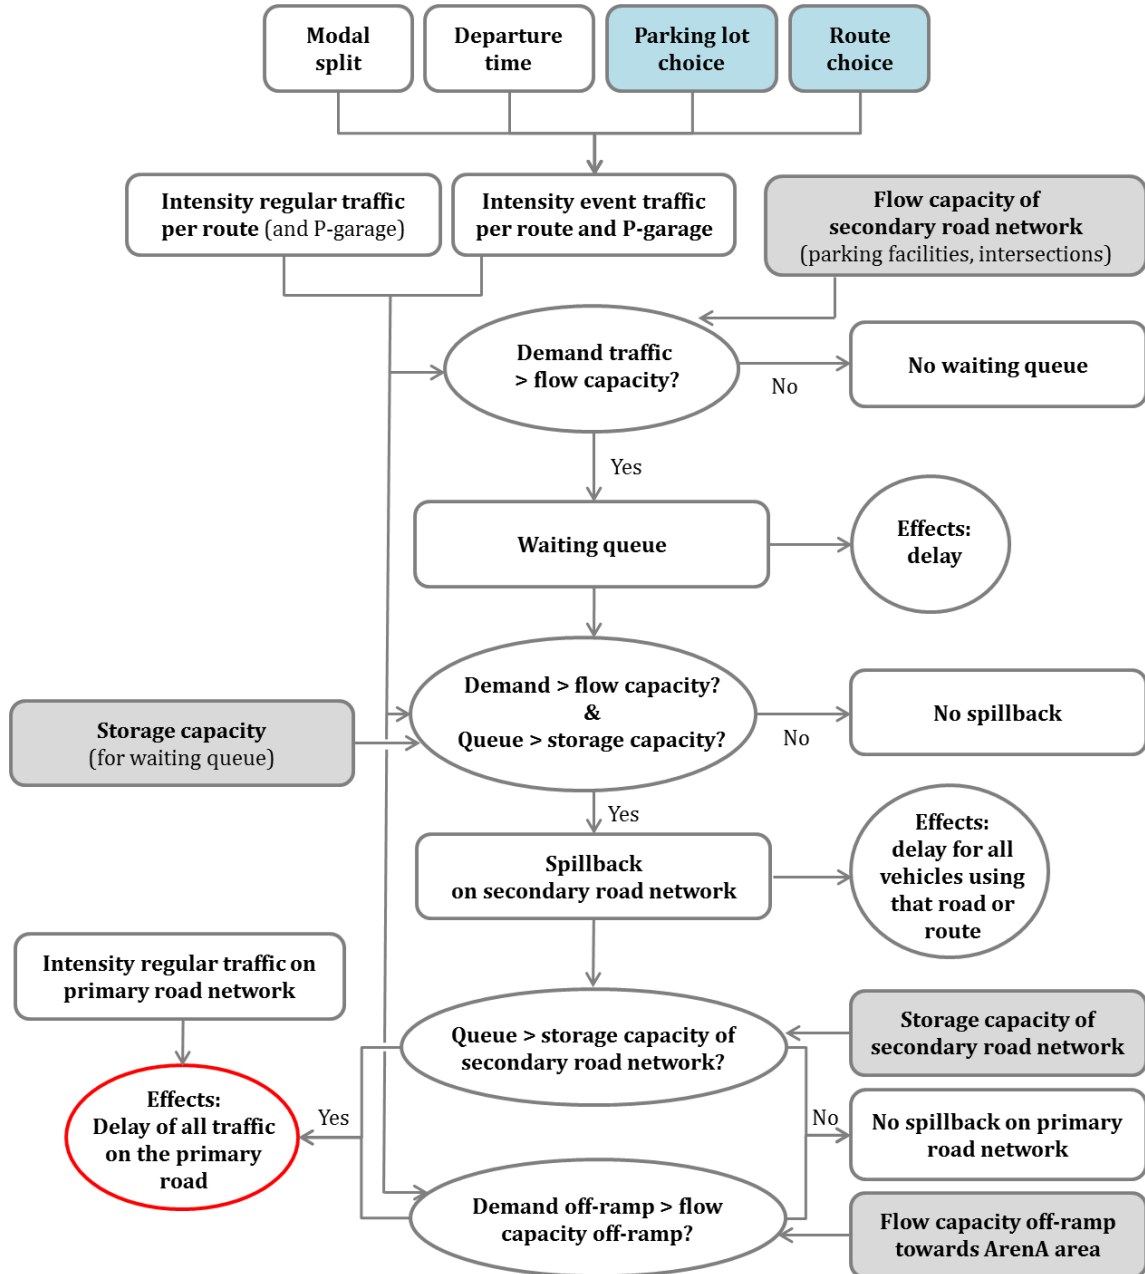 Modal
split
Departure
time
Parking lot
choice
Route
choice
Intensity regular traffic
per route (and P-garage)
Intensity event traffic
per route and P-garage
Flow capacity of
secondary road network
(parking facilities, intersections)
Demand traffic
> flow capacity?
No
No waiting queue
Yes
Waiting queue
Effects:
delay
Demand > flow capacity?
&
Queue > storage capacity?
No
No spillback
Storage capacity
(for waiting queue)
Yes
Spillback
on secondary road network
Effects:
delay for all
vehicles using
that road or
route
Intensity regular traffic on
primary road network
Queue > storage capacity of
secondary road network?
Storage capacity of
secondary road network
Effects:
Delay of all traffic
on the primary
road
Yes
No
No spillback on primary
road network
Demand off-ramp > flow
capacity off-ramp?
Flow capacity off-ramp
towards ArenA area